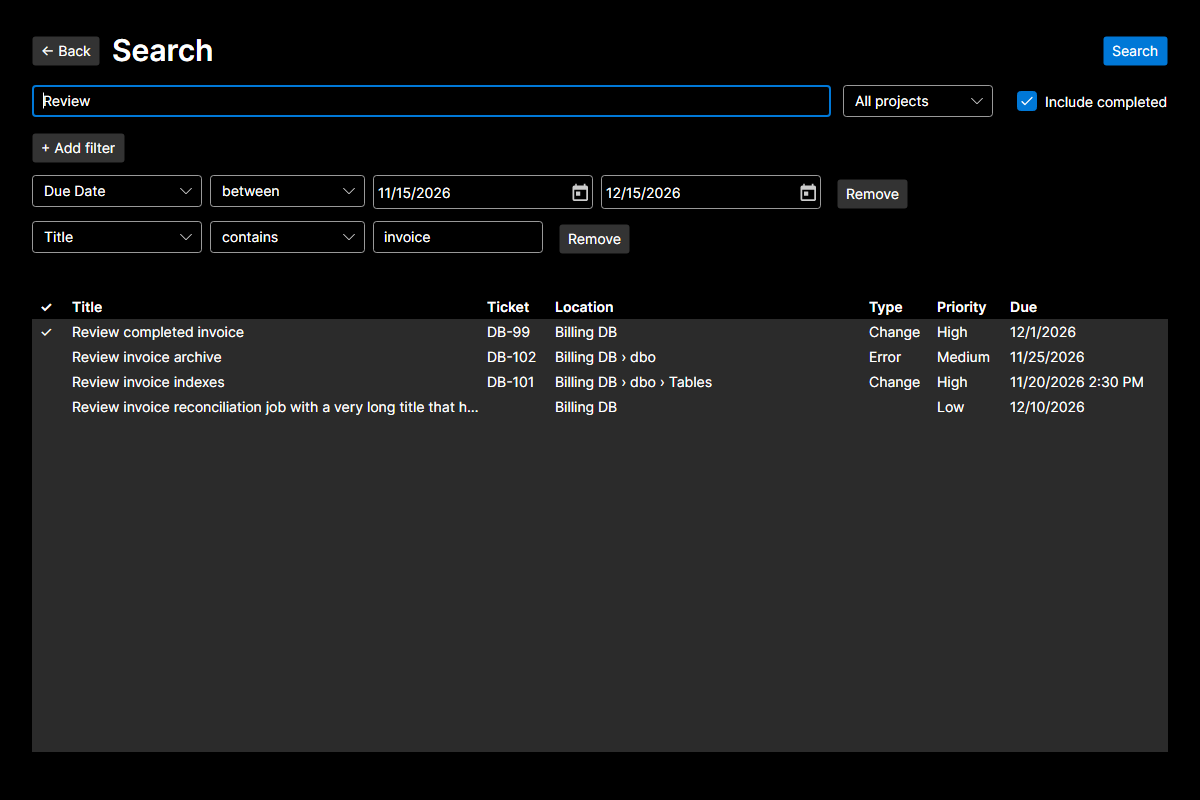 ← Back Search Search
Review All projects Include completed
+ Add filter
Due Date between 11/15/2026 12/15/2026 Remove
Title contains invoice Remove
✓ Title Ticket Location Type Priority Due
✓ Review completed invoice DB-99 Billing DB Change High 12/1/2026
Review invoice archive DB-102 Billing DB › dbo Error Medium 11/25/2026
Review invoice indexes DB-101 Billing DB › dbo › Tables Change High 11/20/2026 2:30 PM
Review invoice reconciliation job with a very long title that h... Billing DB Low 12/10/2026